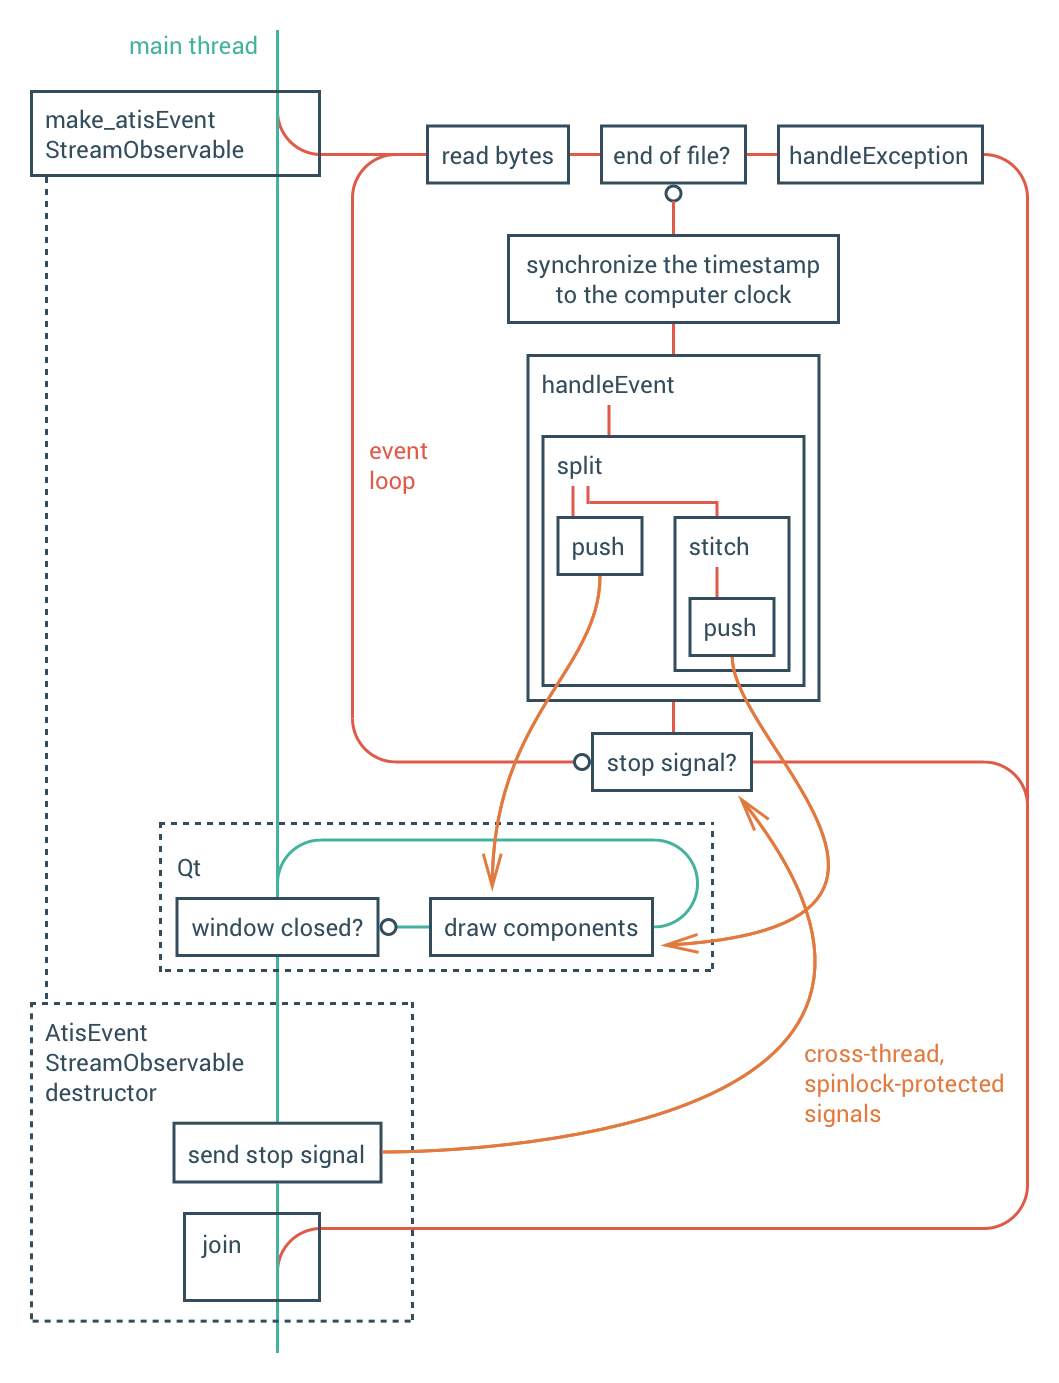 main thread
make_atisEvent
StreamObservable
read bytes
end of file?
handleException
synchronize the timestamp
to the computer clock
handleEvent
event
loop
split
push
stitch
push
stop signal?
Qt
window closed?
draw components
AtisEvent
StreamObservable
destructor
cross-thread,
spinlock-protected
signals
send stop signal
join